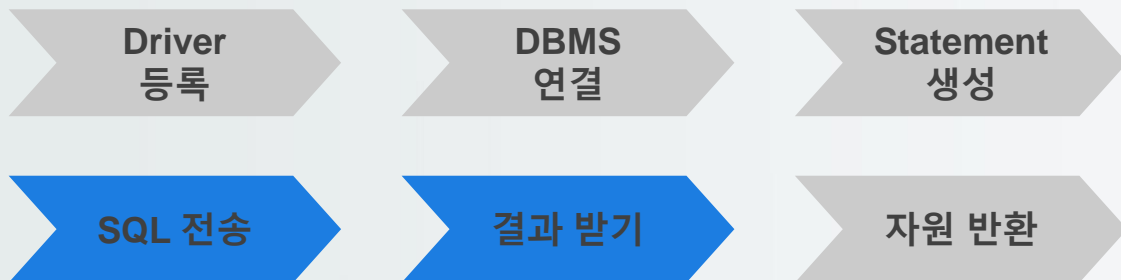 Driver
등록
DBMS
연결
Statement
생성
SQL 전송
결과 받기
자원 반환